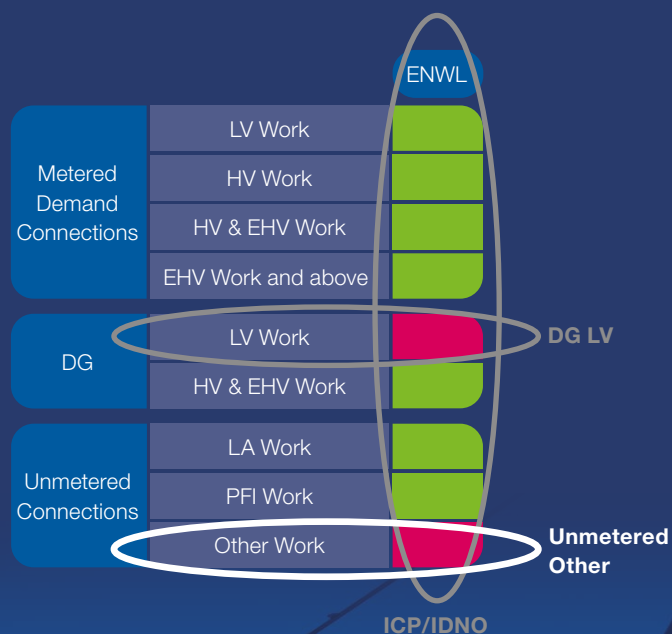 ENWL
Metered
Demand
Connections
LV Work
HV Work
HV & EHV Work
EHV Work and above
DG
LV Work
HV & EHV Work
DG LV
Unmetered
Connections
LA Work
PFI Work
Other Work
Unmetered
Other
ICP/IDNO